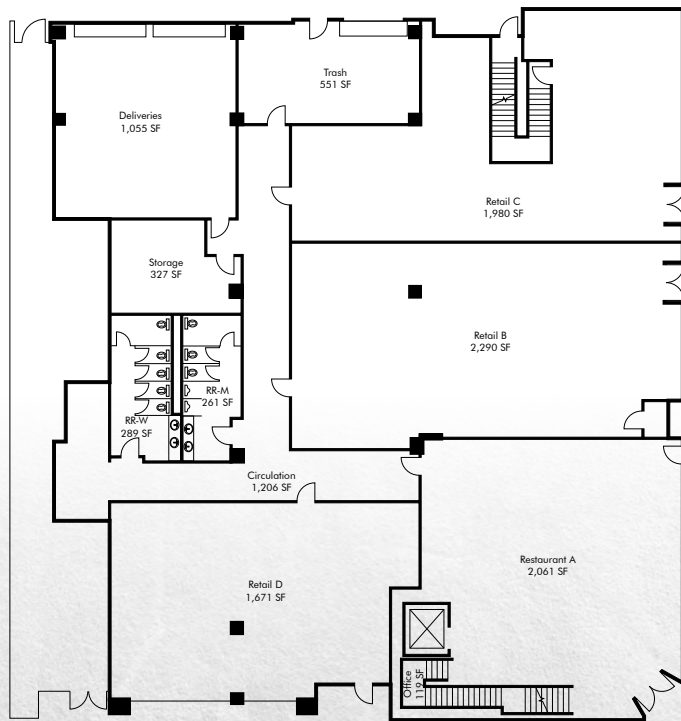 Trash
551 SF
Deliveries
1,055 SF
Retail C
1,980 SF
Storage
327 SF
Retail B
2,290 SF
RR-M
261 SF
RR-W
289 SF
Circulation
1,206 SF
Restaurant A
2,061 SF
Retail D
1,671 SF
Office
119 SF